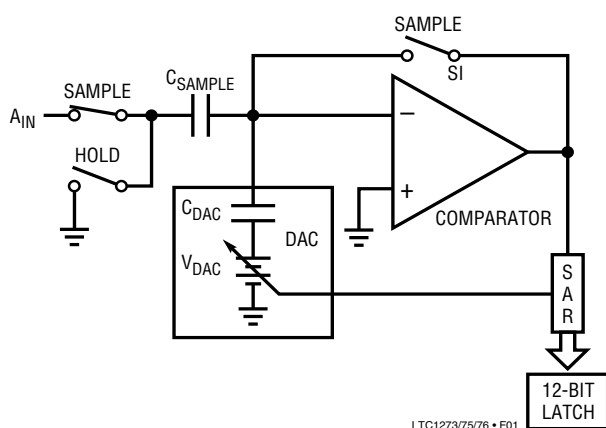 SAMPLE
SI
C_SAMPLE
SAMPLE
A_IN
HOLD
–
+
COMPARATOR
C_DAC
DAC
V_DAC
S
A
R
12-BIT
LATCH
LTC1273/75/76 • F01